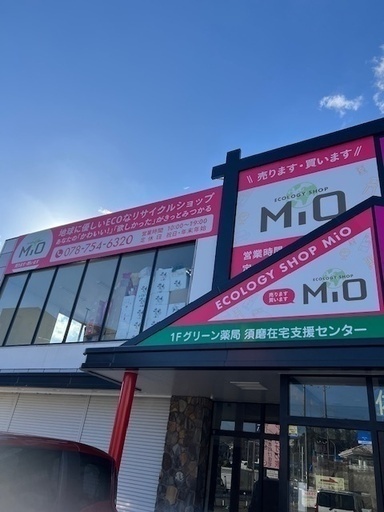 地球に優しいECOなリサイクルショップ
あなたの「かわいい！」「欲しかった」がきっとみつかる
MiO
078-754-6320
営業時間 10:00〜19:00
定休日 祝日・年末年始
売ります・買います
ECOLOGY SHOP
MiO
営業時間
ECOLOGY SHOP MiO
売ります
買います
ECOLOGY SHOP
MiO
1Fグリーン薬局 須磨在宅支援センター